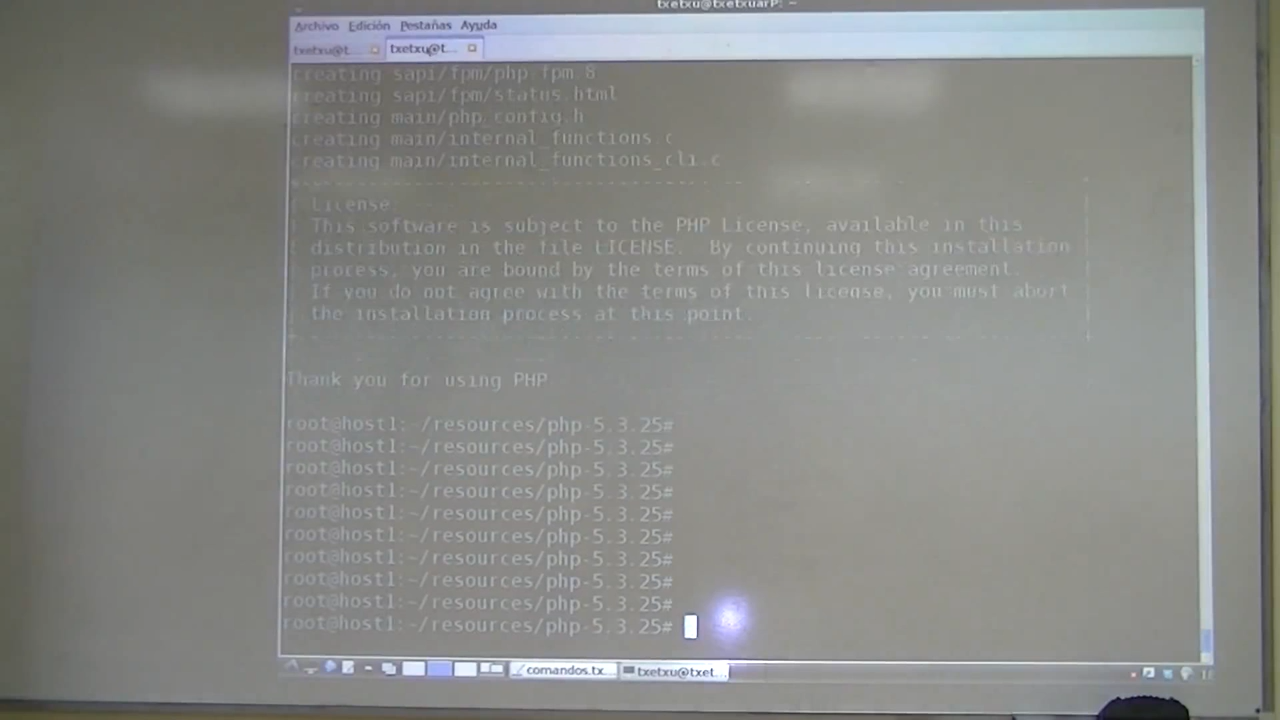 txetxu@txetxuarP: ~
Archivo Edición Pestañas Ayuda
txetxu@t... txetxu@t...
creating sapi/fpm/php-fpm.8
creating sapi/fpm/status.html
creating main/php_config.h
creating main/internal_functions.c
creating main/internal_functions_cli.c
License:
This software is subject to the PHP License, available in this
distribution in the file LICENSE. By continuing this installation
process, you are bound by the terms of this license agreement.
If you do not agree with the terms of this license, you must abort
the installation process at this point.
Thank you for using PHP
root@host1:~/resources/php-5.3.25#
root@host1:~/resources/php-5.3.25#
root@host1:~/resources/php-5.3.25#
root@host1:~/resources/php-5.3.25#
root@host1:~/resources/php-5.3.25#
root@host1:~/resources/php-5.3.25#
root@host1:~/resources/php-5.3.25#
root@host1:~/resources/php-5.3.25#
root@host1:~/resources/php-5.3.25#
root@host1:~/resources/php-5.3.25#
comandos.tx... txetxu@txet...